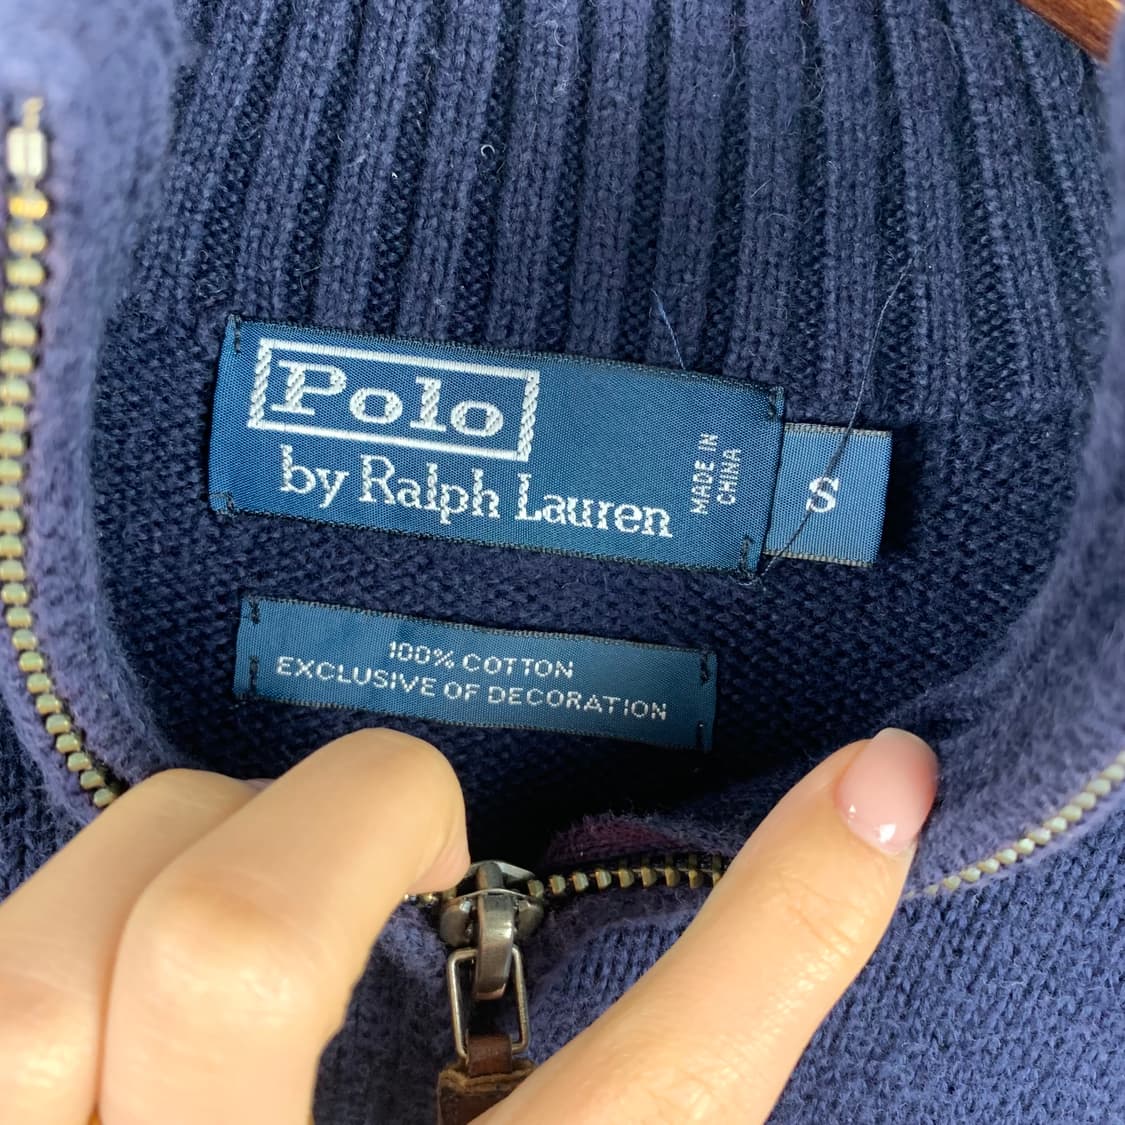 Polo
by Ralph Lauren
MADE IN
CHINA
S
100% COTTON
EXCLUSIVE OF DECORATION